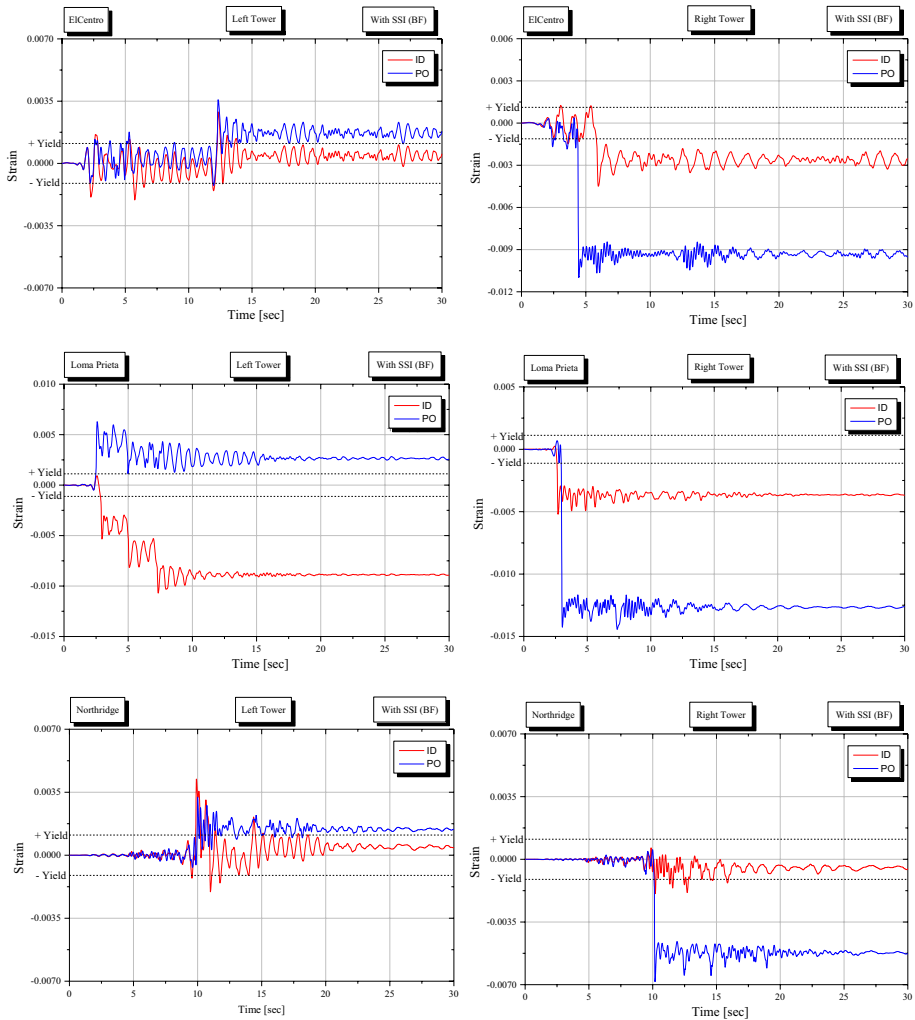 ElCentro Left Tower With SSI (BF)
0.0070
ID
PO
0.0035
+ Yield
0.0000
- Yield
-0.0035
-0.0070
Strain
0 5 10 15 20 25 30
Time [sec]
ElCentro Right Tower With SSI (BF)
0.006
ID
PO
0.003
+ Yield
0.000
- Yield
-0.003
-0.006
-0.009
-0.012
Strain
0 5 10 15 20 25 30
Time [sec]
Loma Prieta Left Tower With SSI (BF)
0.010
ID
PO
0.005
+ Yield
0.000
- Yield
-0.005
-0.010
-0.015
Strain
0 5 10 15 20 25 30
Time [sec]
Loma Prieta Right Tower With SSI (BF)
0.005
ID
PO
+ Yield
0.000
- Yield
-0.005
-0.010
-0.015
Strain
0 5 10 15 20 25 30
Time [sec]
Northridge Left Tower With SSI (BF)
0.0070
ID
PO
0.0035
+ Yield
0.0000
- Yield
-0.0035
-0.0070
Strain
0 5 10 15 20 25 30
Time [sec]
Northridge Right Tower With SSI (BF)
0.0070
ID
PO
0.0035
+ Yield
0.0000
- Yield
-0.0035
-0.0070
Strain
0 5 10 15 20 25 30
Time [sec]